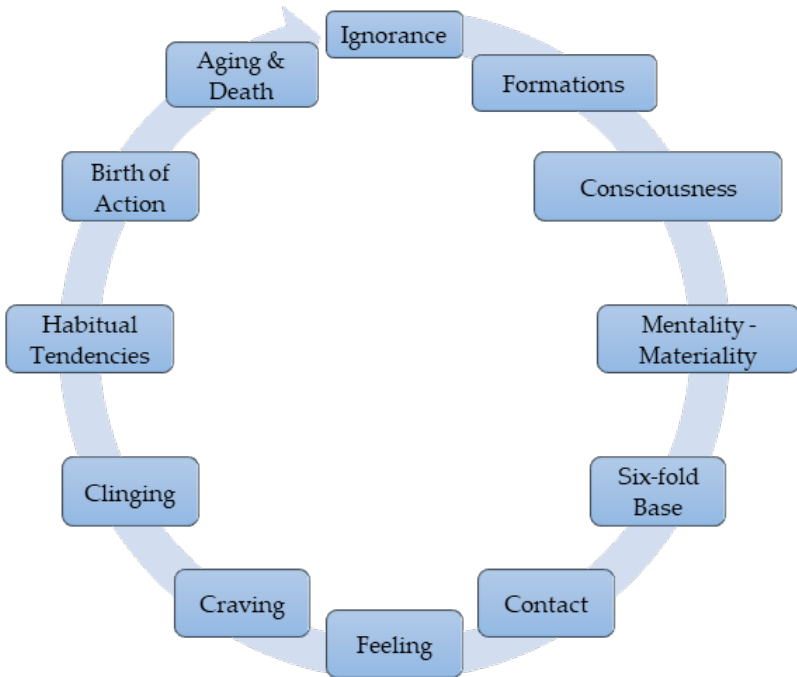 Ignorance
Formations
Consciousness
Mentality -
Materiality
Six-fold
Base
Contact
Feeling
Craving
Clinging
Habitual
Tendencies
Birth of
Action
Aging &
Death